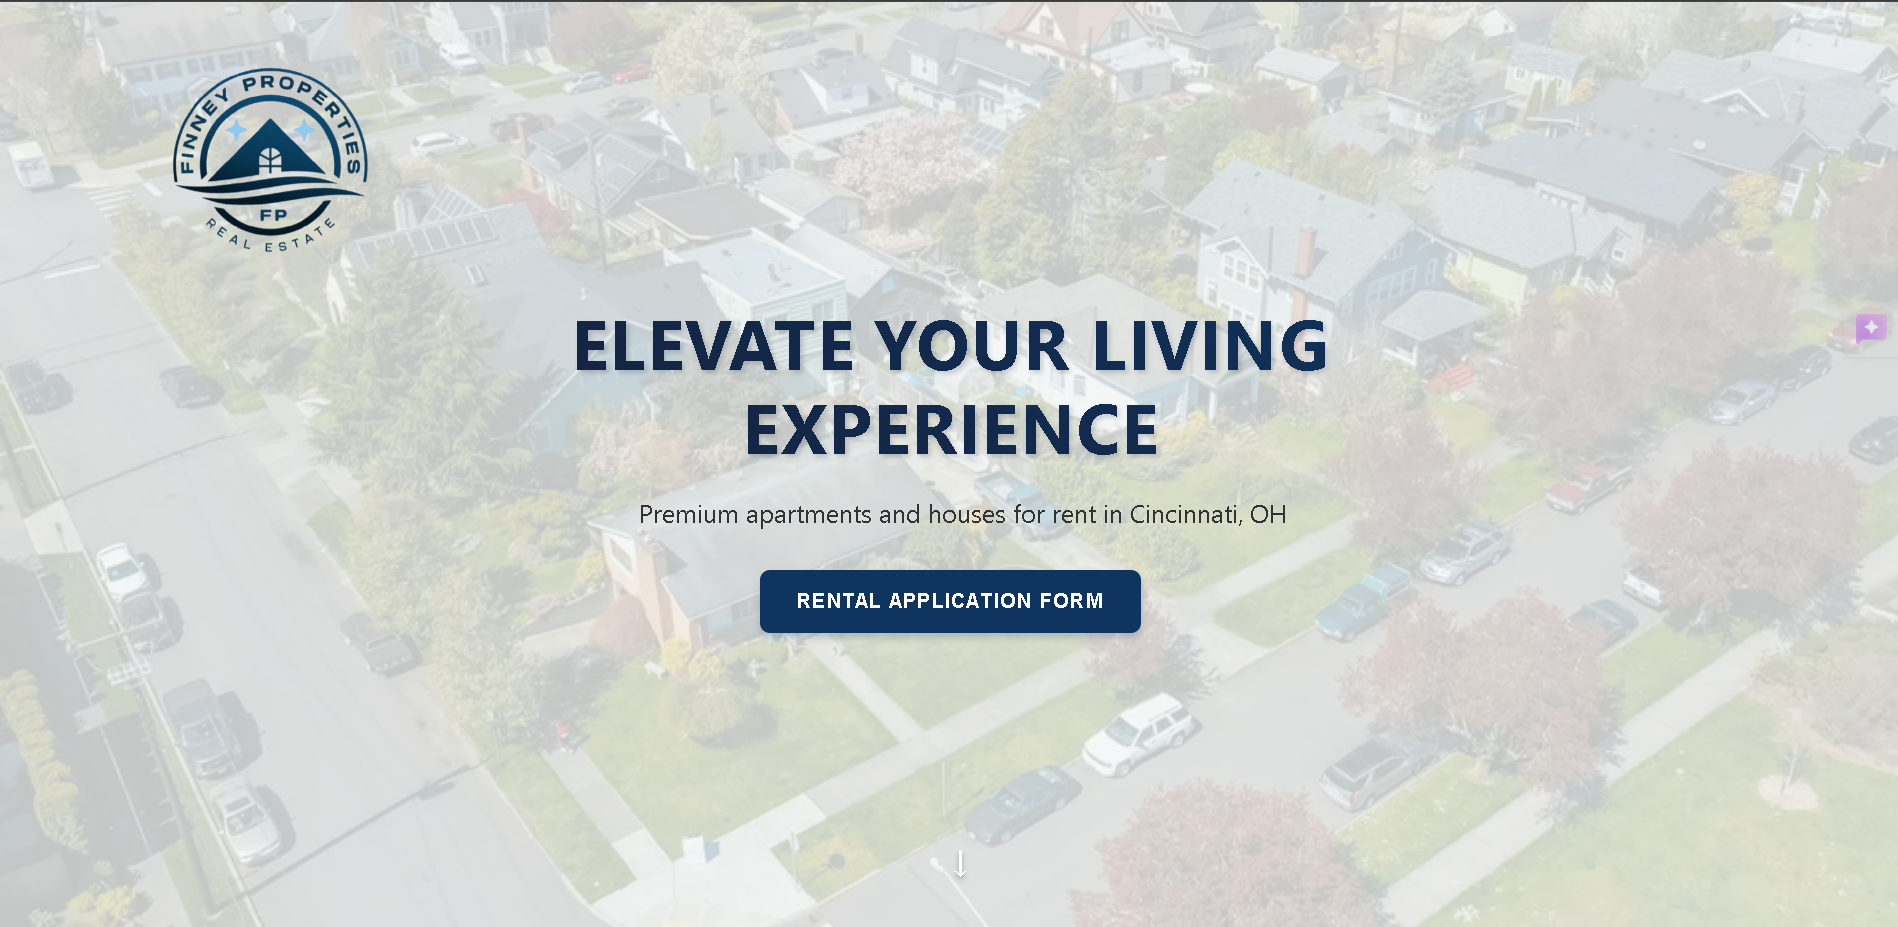 FINNEY PROPERTIES
FP
REAL ESTATE
ELEVATE YOUR LIVING
EXPERIENCE
Premium apartments and houses for rent in Cincinnati, OH
RENTAL APPLICATION FORM